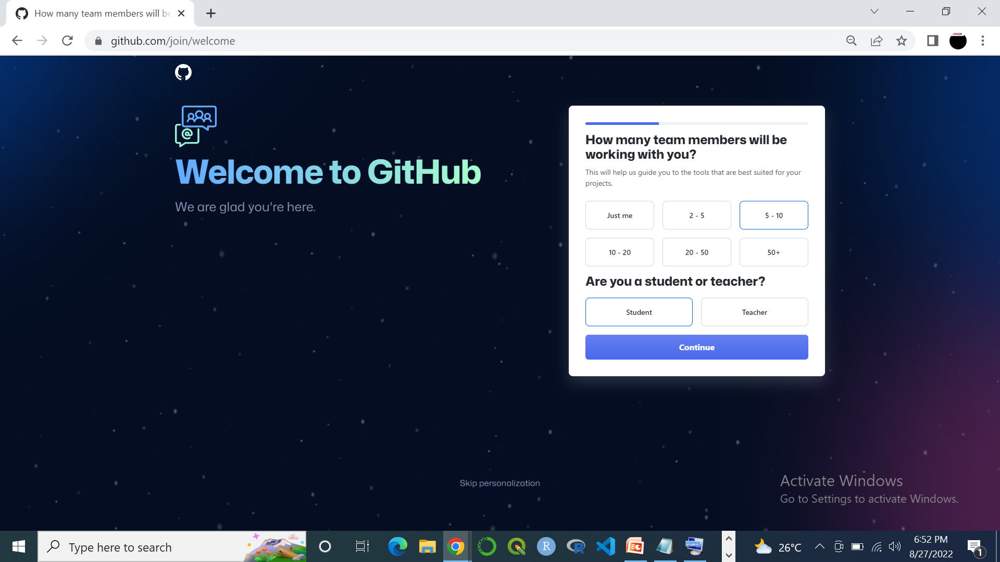 How many team members will be
github.com/join/welcome
Welcome to GitHub
We are glad you're here.
How many team members will be
working with you?
This will help us guide you to the tools that are best suited for your
projects.
Just me
2 - 5
5 - 10
10 - 20
20 - 50
50+
Are you a student or teacher?
Student
Teacher
Continue
Skip personalization
Activate Windows
Go to Settings to activate Windows.
Type here to search
R
R
26°C
6:52 PM
8/27/2022
1